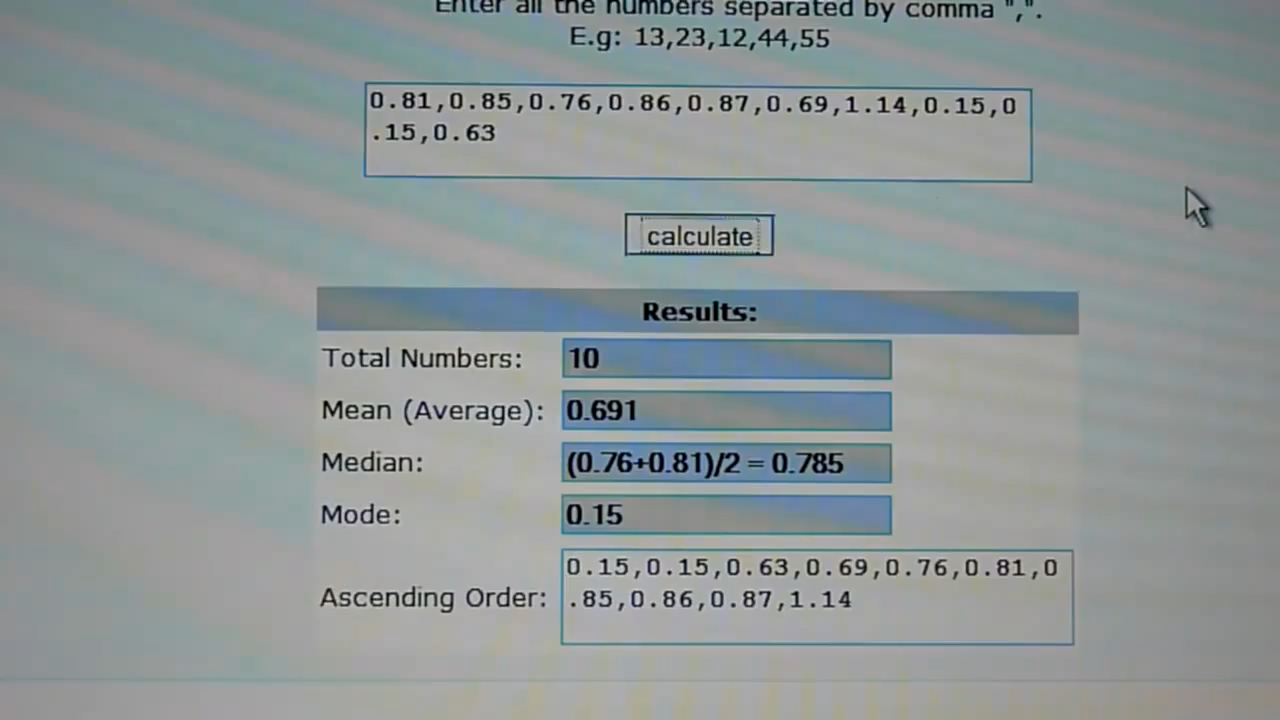 Enter all the numbers separated by comma ",".
E.g: 13,23,12,44,55
0.81,0.85,0.76,0.86,0.87,0.69,1.14,0.15,0
.15,0.63
calculate
Results:
Total Numbers: 10
Mean (Average): 0.691
Median: (0.76+0.81)/2 = 0.785
Mode: 0.15
Ascending Order: 0.15,0.15,0.63,0.69,0.76,0.81,0
.85,0.86,0.87,1.14